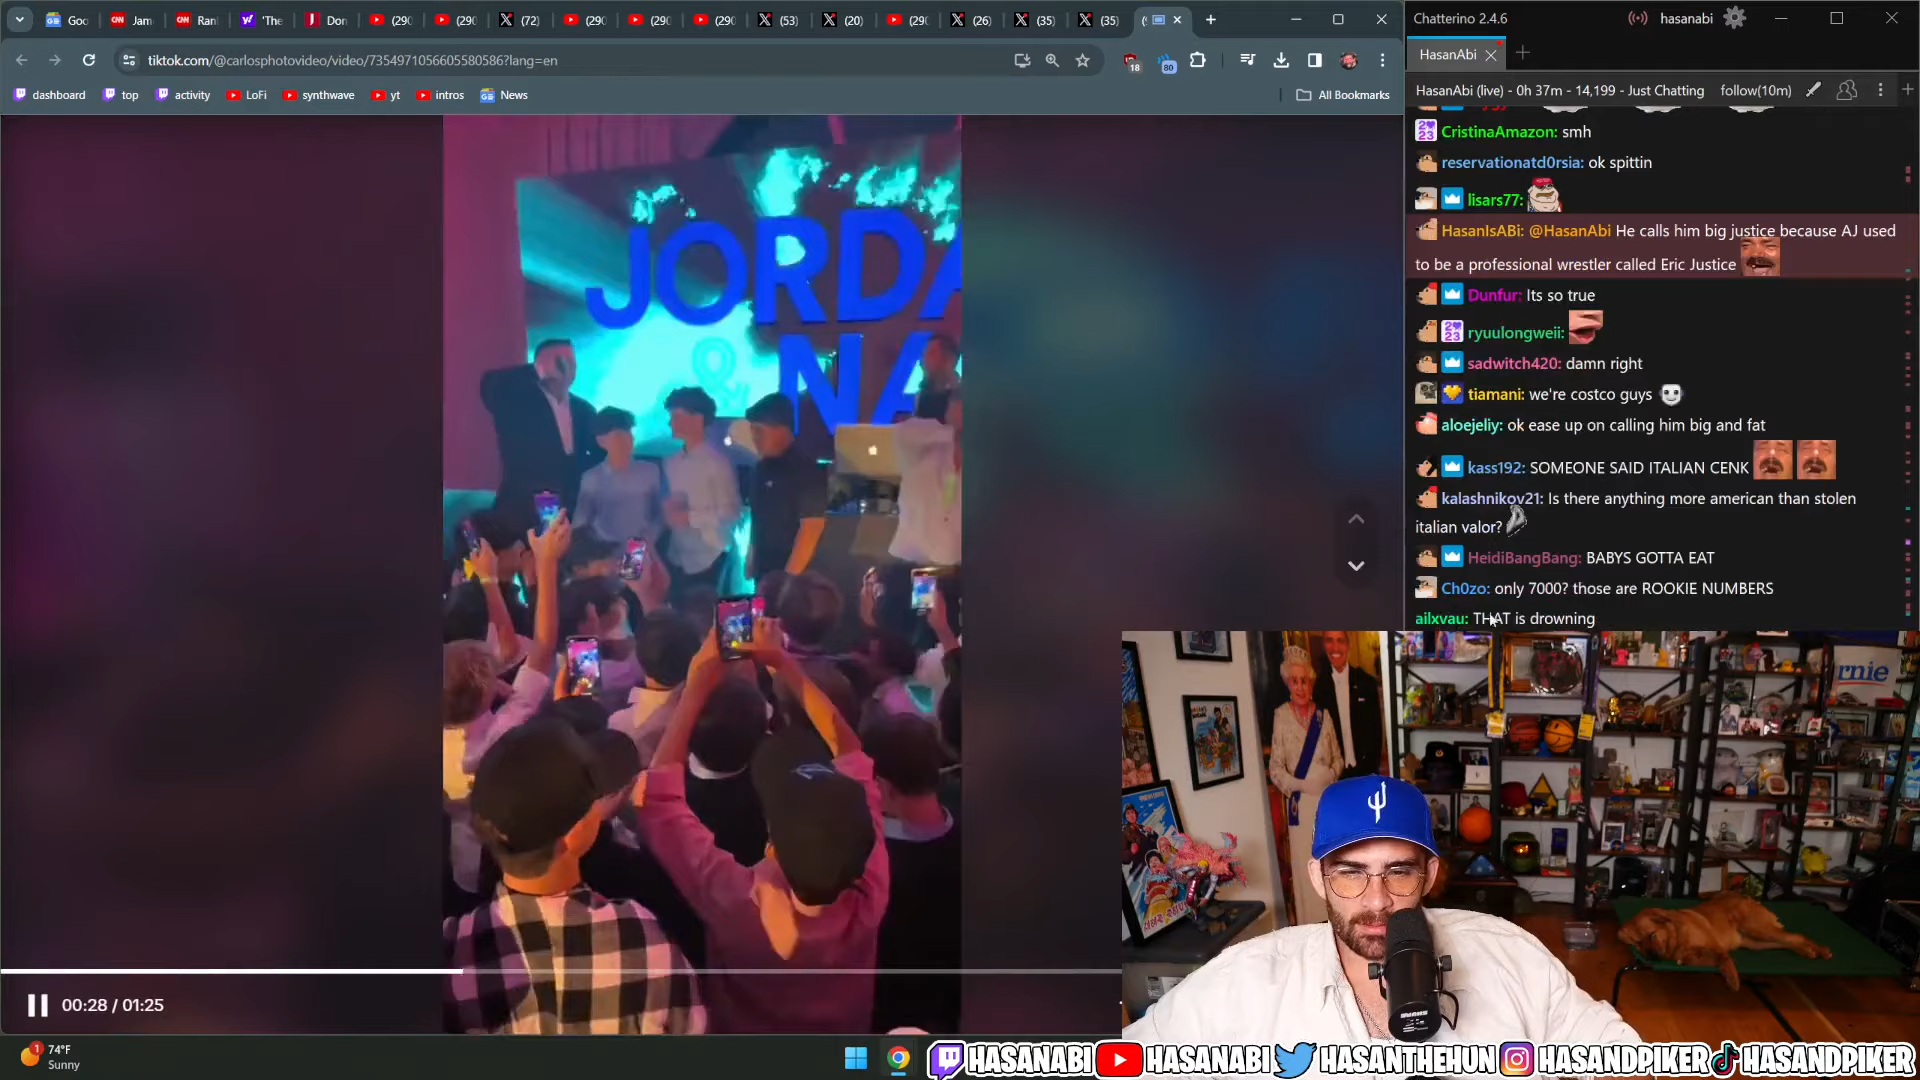 Goo
Jam
Ran
'The
Don
(290
(290
(72)
(290
(290
(290
(53)
(20)
(290
(26)
(35)
(35)
tiktok.com/@carlosphotovideo/video/7354971056605580586?lang=en
18
80
dashboard
top
activity
LoFi
synthwave
yt
intros
News
All Bookmarks
JORDA
&
NA
00:28 / 01:25
Chatterino 2.4.6
hasanabi
HasanAbi
HasanAbi (live) - 0h 37m - 14,199 - Just Chatting
follow(10m)
CristinaAmazon: smh
reservationatd0rsia: ok spittin
lisars77:
HasanIsABi: @HasanAbi He calls him big justice because AJ used
to be a professional wrestler called Eric Justice
Dunfur: Its so true
ryuulongweii:
sadwitch420: damn right
tiamani: we're costco guys
aloejeliy: ok ease up on calling him big and fat
kass192: SOMEONE SAID ITALIAN CENK
kalashnikov21: Is there anything more american than stolen
italian valor?
HeidiBangBang: BABYS GOTTA EAT
Ch0zo: only 7000? those are ROOKIE NUMBERS
ailxvau: THAT is drowning
rnie
1
74°F
Sunny
HASANABI
HASANABI
HASANTHEHUN
HASANDPIKER
HASANDPIKER